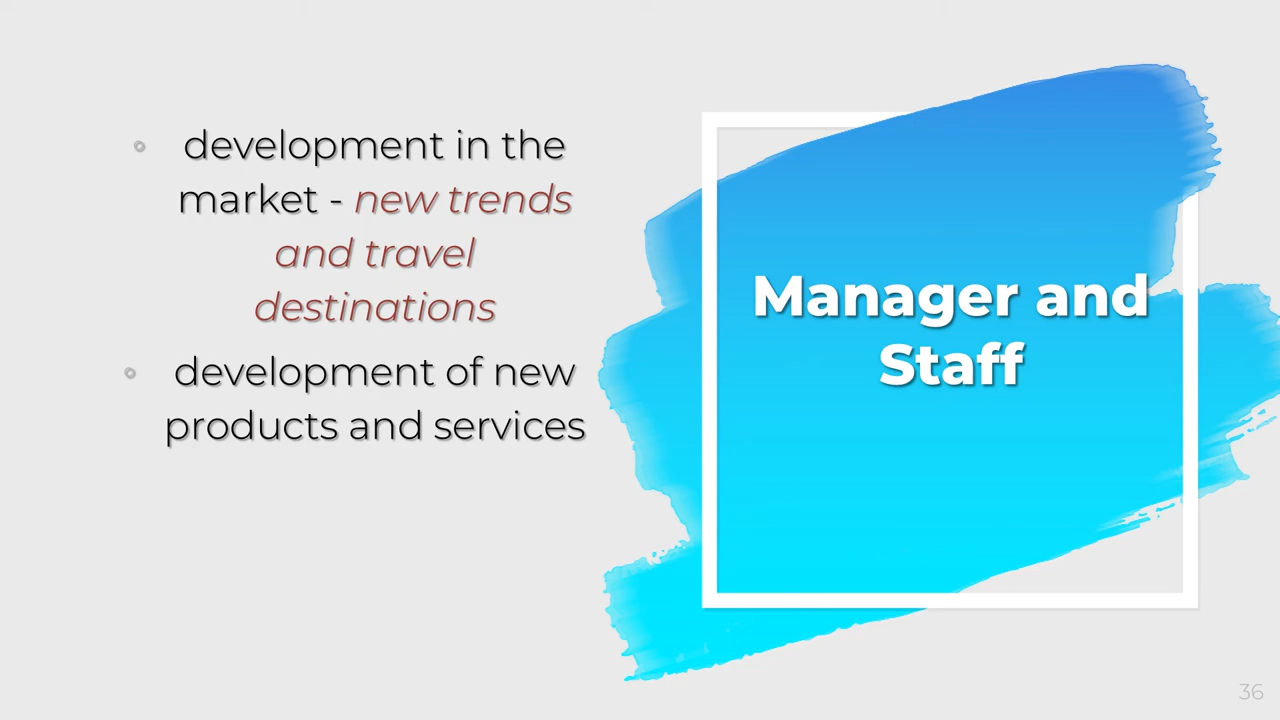 development in the
market - new trends
and travel
destinations
development of new
products and services
Manager and
Staff
36